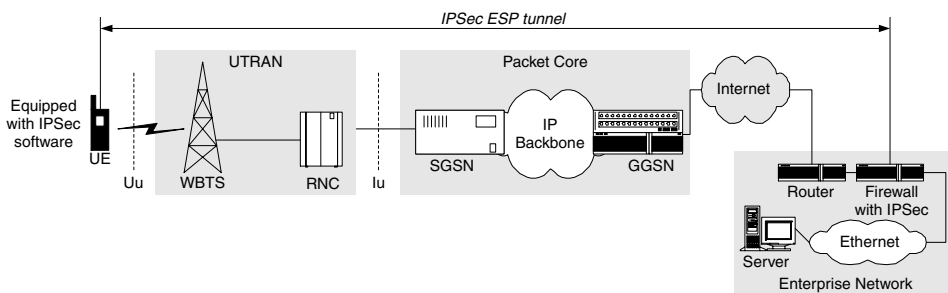 IPSec ESP tunnel
UTRAN
Packet Core
Equipped
with IPSec
software
UE
Uu
WBTS
RNC
Iu
SGSN
IP
Backbone
GGSN
Internet
Router
Firewall
with IPSec
Server
Ethernet
Enterprise Network